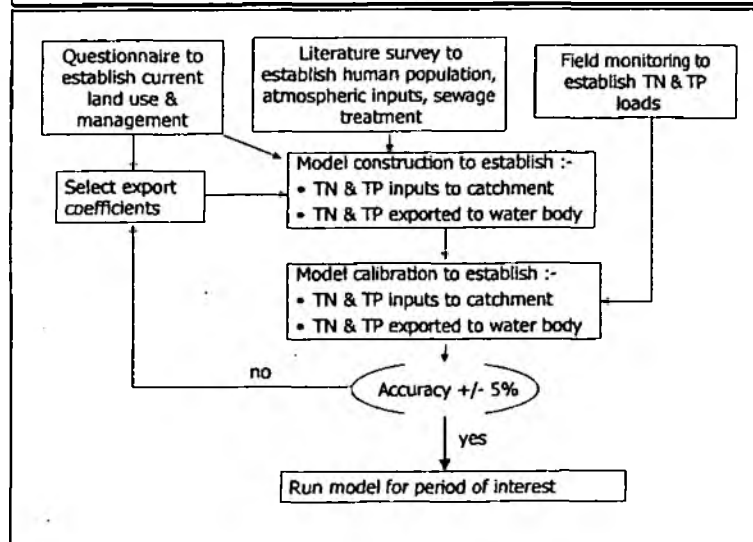 Questionnaire to
establish current
land use &
management
Literature survey to
establish human population,
atmospheric inputs, sewage
treatment
Field monitoring to
establish TN & TP
loads
Select export
coefficients
Model construction to establish :-
• TN & TP inputs to catchment
• TN & TP exported to water body
Model calibration to establish :-
• TN & TP inputs to catchment
• TN & TP exported to water body
no
Accuracy +/- 5%
yes
Run model for period of interest